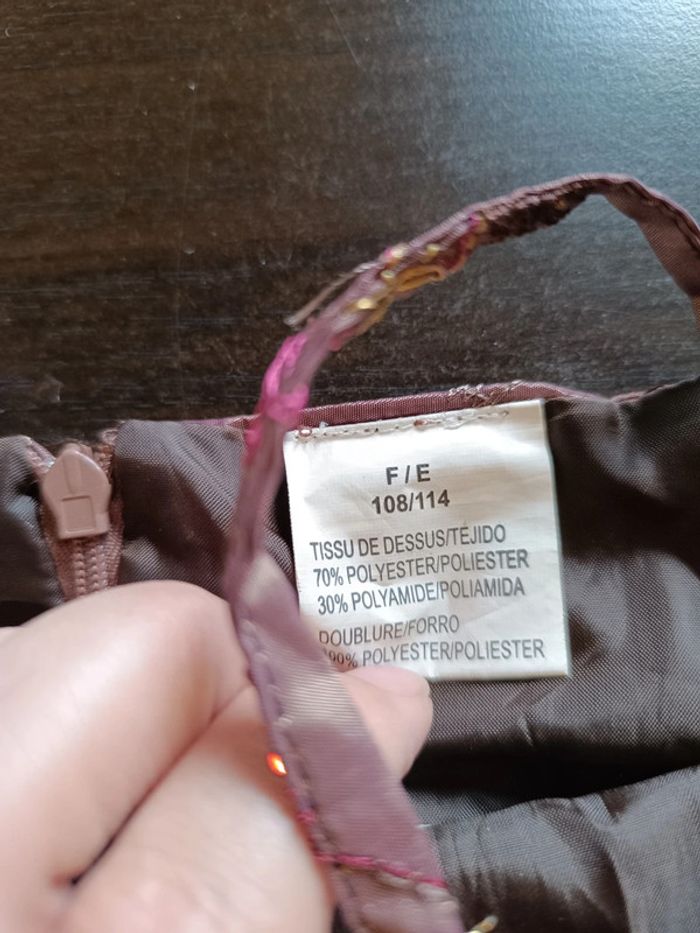 F / E
108/114
TISSU DE DESSUS/TEJIDO
70% POLYESTER/POLIESTER
30% POLYAMIDE/POLIAMIDA
DOUBLURE/FORRO
POLYESTER/POLIESTER